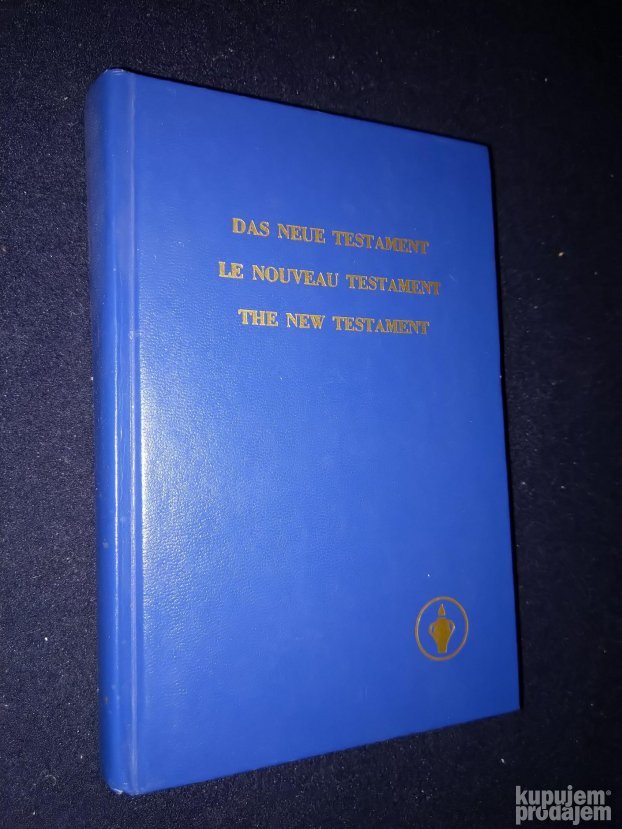 DAS NEUE TESTAMENT
LE NOUVEAU TESTAMENT
THE NEW TESTAMENT
kupujem
prodajem